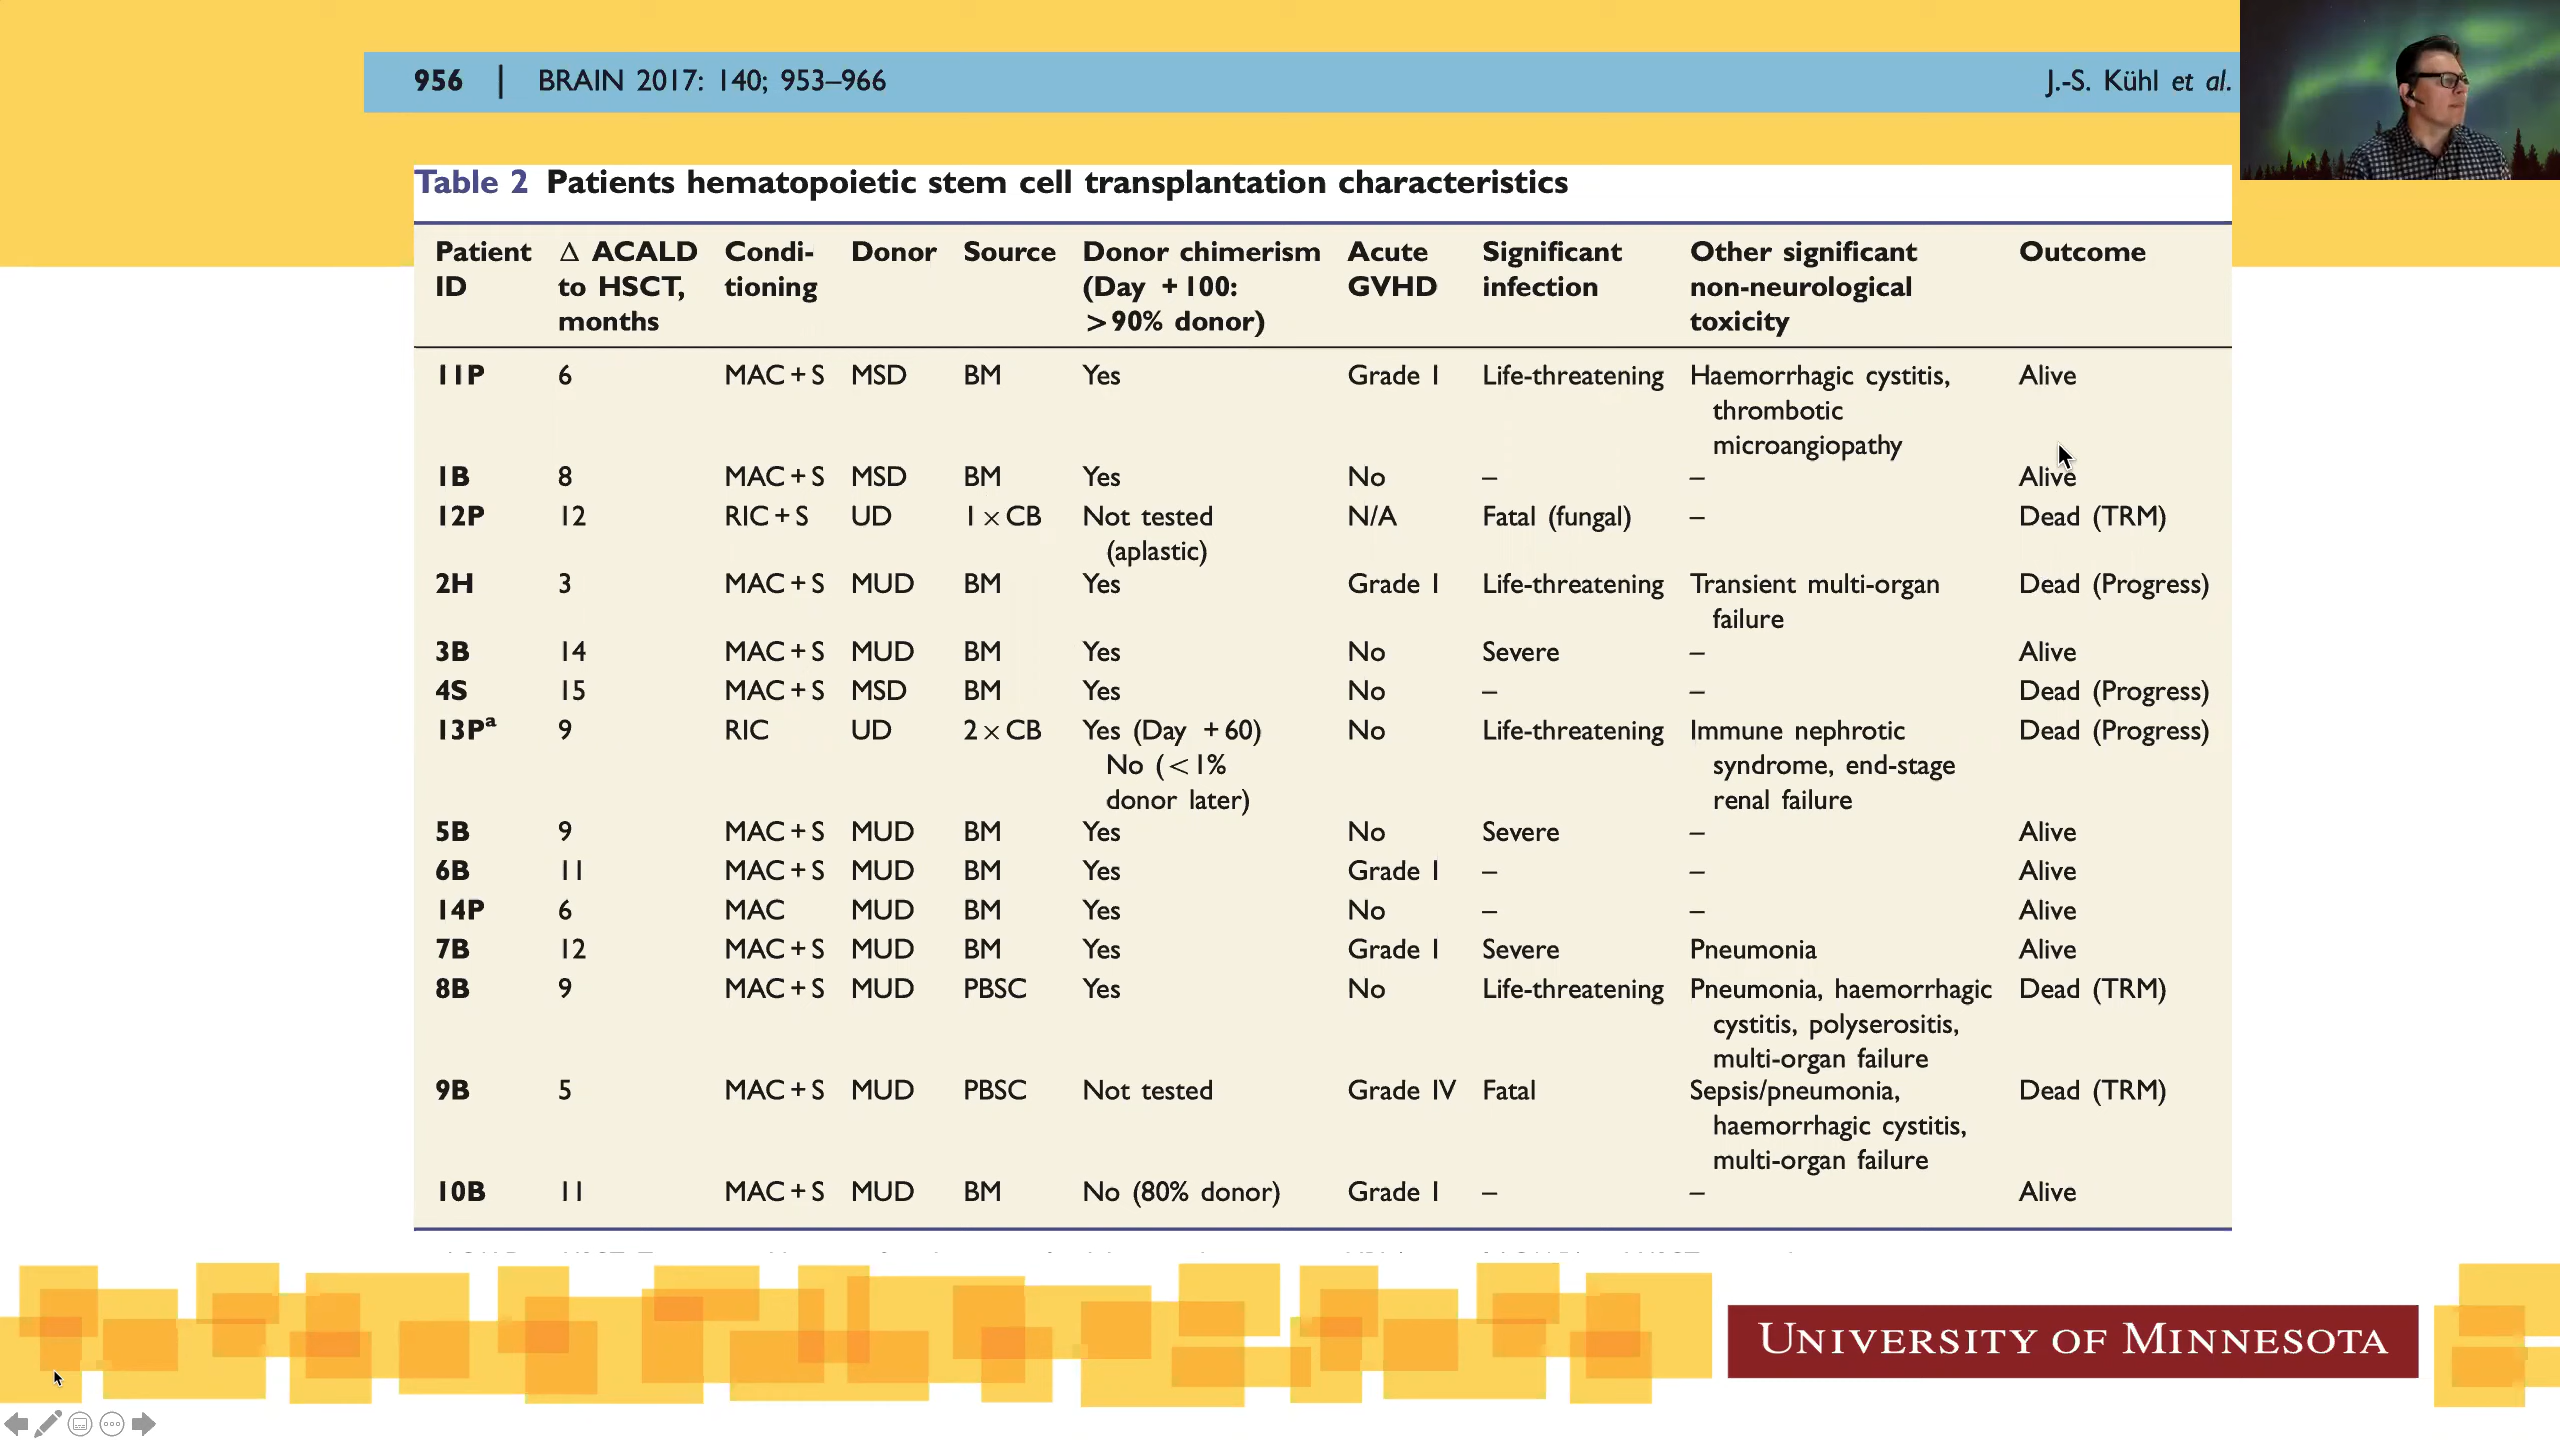 956 | BRAIN 2017: 140; 953–966 J.-S. Kühl et al.
Table 2 Patients hematopoietic stem cell transplantation characteristics
Patient ID Δ ACALD to HSCT, months Condi-tioning Donor Source Donor chimerism (Day +100: >90% donor) Acute GVHD Significant infection Other significant non-neurological toxicity Outcome
11P 6 MAC+S MSD BM Yes Grade I Life-threatening Haemorrhagic cystitis, thrombotic microangiopathy Alive
1B 8 MAC+S MSD BM Yes No – – Alive
12P 12 RIC+S UD 1×CB Not tested (aplastic) N/A Fatal (fungal) – Dead (TRM)
2H 3 MAC+S MUD BM Yes Grade I Life-threatening Transient multi-organ failure Dead (Progress)
3B 14 MAC+S MUD BM Yes No Severe – Alive
4S 15 MAC+S MSD BM Yes No – – Dead (Progress)
13Pᵃ 9 RIC UD 2×CB Yes (Day +60) No (<1% donor later) No Life-threatening Immune nephrotic syndrome, end-stage renal failure Dead (Progress)
5B 9 MAC+S MUD BM Yes No Severe – Alive
6B 11 MAC+S MUD BM Yes Grade I – – Alive
14P 6 MAC MUD BM Yes No – – Alive
7B 12 MAC+S MUD BM Yes Grade I Severe Pneumonia Alive
8B 9 MAC+S MUD PBSC Yes No Life-threatening Pneumonia, haemorrhagic cystitis, polyserositis, multi-organ failure Dead (TRM)
9B 5 MAC+S MUD PBSC Not tested Grade IV Fatal Sepsis/pneumonia, haemorrhagic cystitis, multi-organ failure Dead (TRM)
10B 11 MAC+S MUD BM No (80% donor) Grade I – – Alive
UNIVERSITY OF MINNESOTA